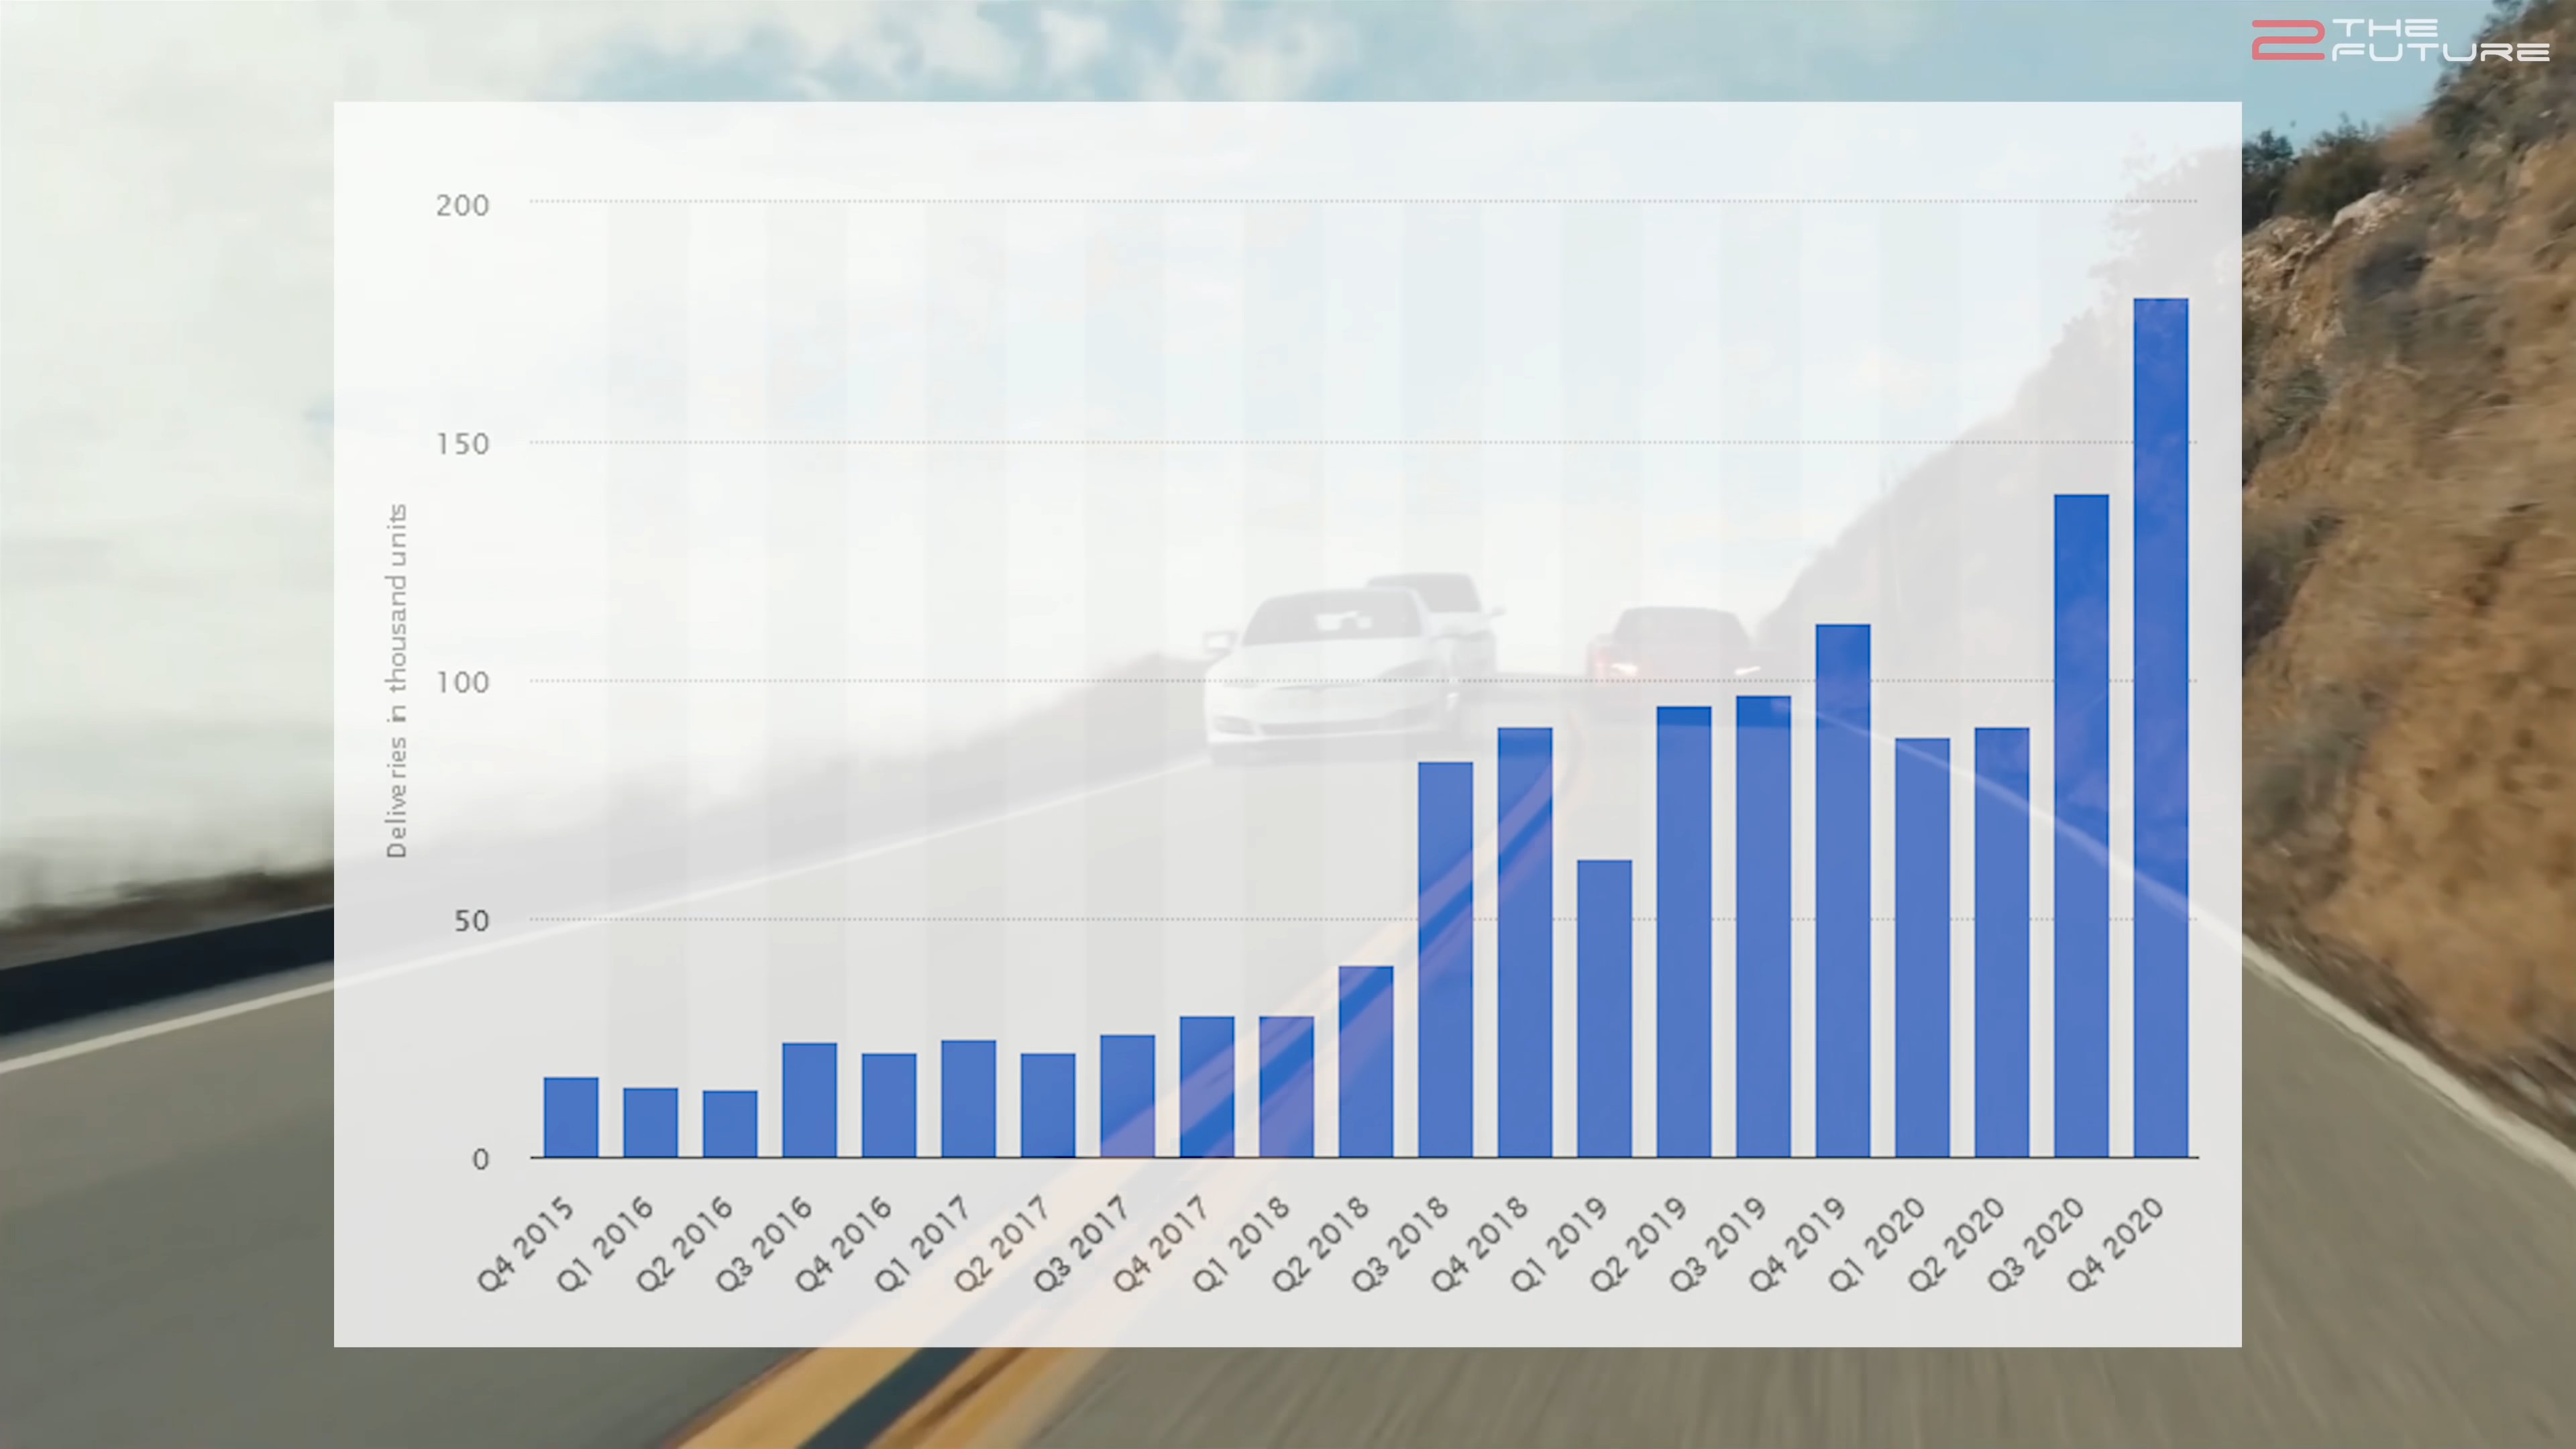 2 THE
FUTURE
200
150
100
50
0
Deliveries in thousand units
Q4 2015
Q1 2016
Q2 2016
Q3 2016
Q4 2016
Q1 2017
Q2 2017
Q3 2017
Q4 2017
Q1 2018
Q2 2018
Q3 2018
Q4 2018
Q1 2019
Q2 2019
Q3 2019
Q4 2019
Q1 2020
Q2 2020
Q3 2020
Q4 2020